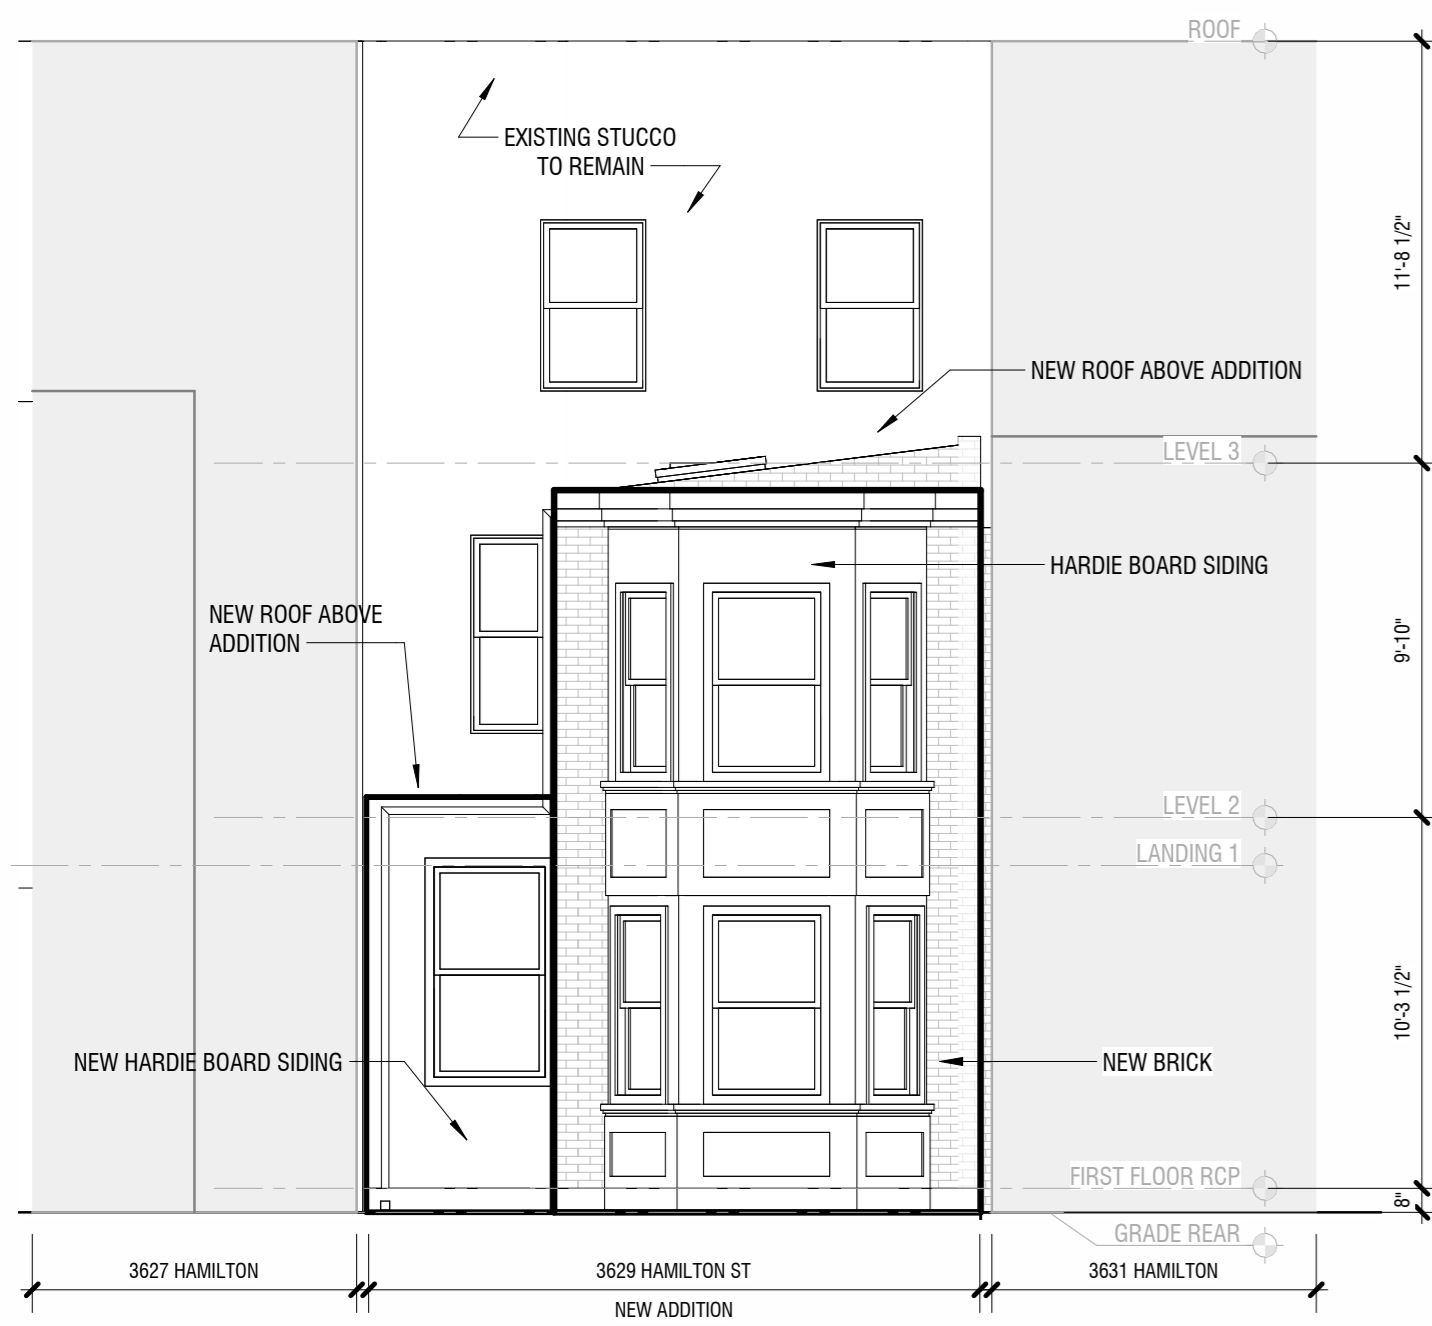 ROOF
EXISTING STUCCO
TO REMAIN
11'-8 1/2"
NEW ROOF ABOVE ADDITION
LEVEL 3
HARDIE BOARD SIDING
NEW ROOF ABOVE
ADDITION
9'-10"
LEVEL 2
LANDING 1
10'-3 1/2"
NEW HARDIE BOARD SIDING
NEW BRICK
FIRST FLOOR RCP
8"
GRADE REAR
3627 HAMILTON
3629 HAMILTON ST
3631 HAMILTON
NEW ADDITION